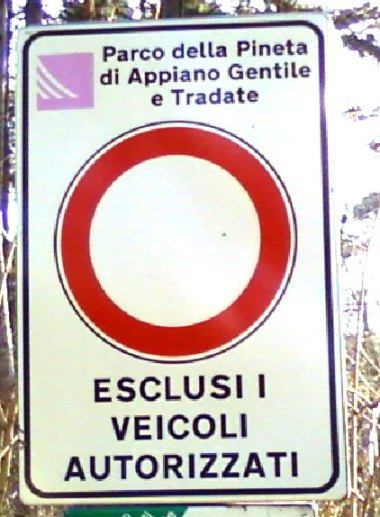 Parco della Pineta
di Appiano Gentile
e Tradate
ESCLUSI I
VEICOLI
AUTORIZZATI